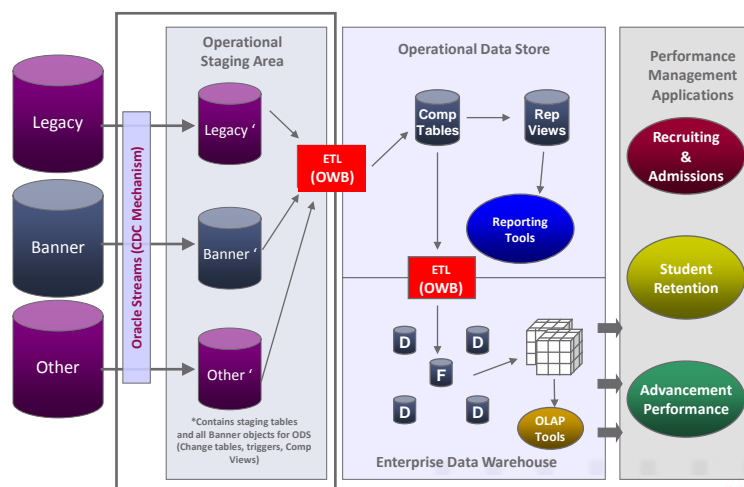 Legacy
Banner
Other
Oracle Streams (CDC Mechanism)
Operational
Staging Area
Legacy ‘
Banner ‘
Other ‘
*Contains staging tables
and all Banner objects for ODS
(Change tables, triggers, Comp
Views)
ETL
(OWB)
Operational Data Store
Comp
Tables
Rep
Views
Reporting
Tools
ETL
(OWB)
D
D
F
D
D
OLAP
Tools
Enterprise Data Warehouse
Performance
Management
Applications
Recruiting
&
Admissions
Student
Retention
Advancement
Performance